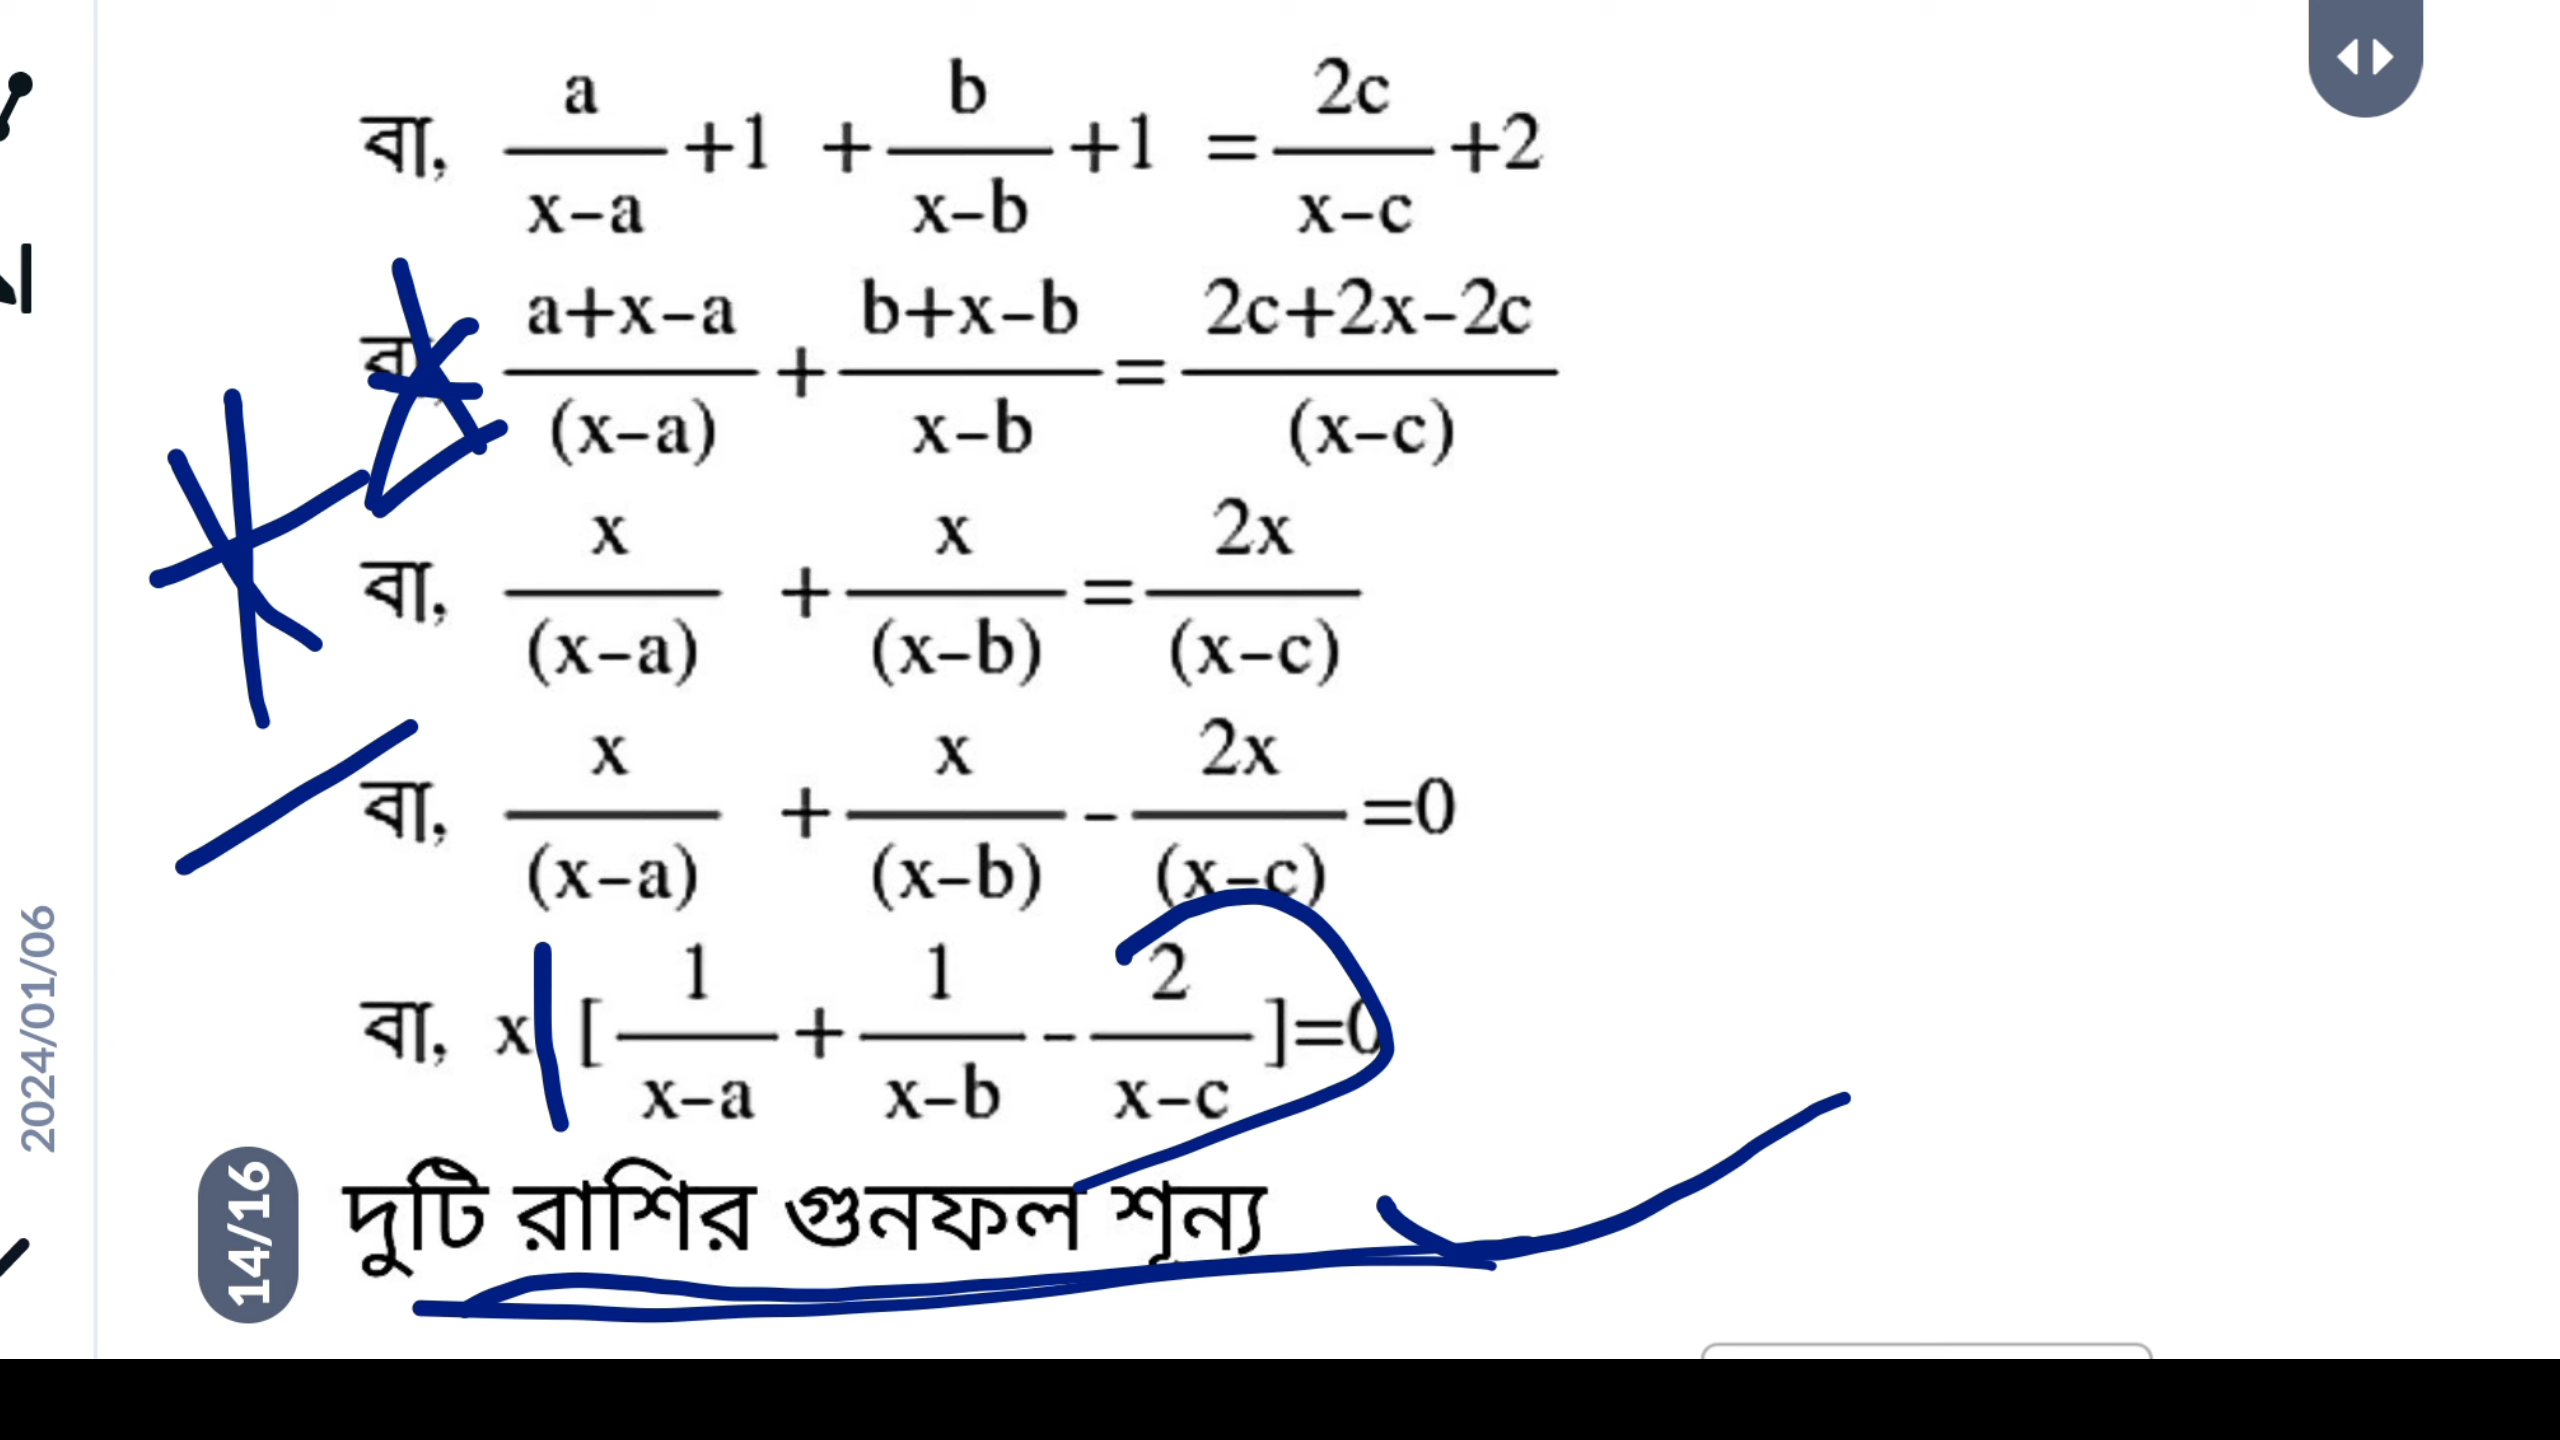 বা, a/(x–a) +1 + b/(x–b) +1 = 2c/(x–c) +2
বা, a+x–a/(x–a) + b+x–b/x–b = 2c+2x–2c/(x–c)
বা, x/(x–a) + x/(x–b) = 2x/(x–c)
বা, x/(x–a) + x/(x–b) – 2x/(x–c) =0
বা, x [ 1/x–a + 1/x–b – 2/x–c ]=0
দুটি রাশির গুনফল শূন্য
2024/01/06
14/16